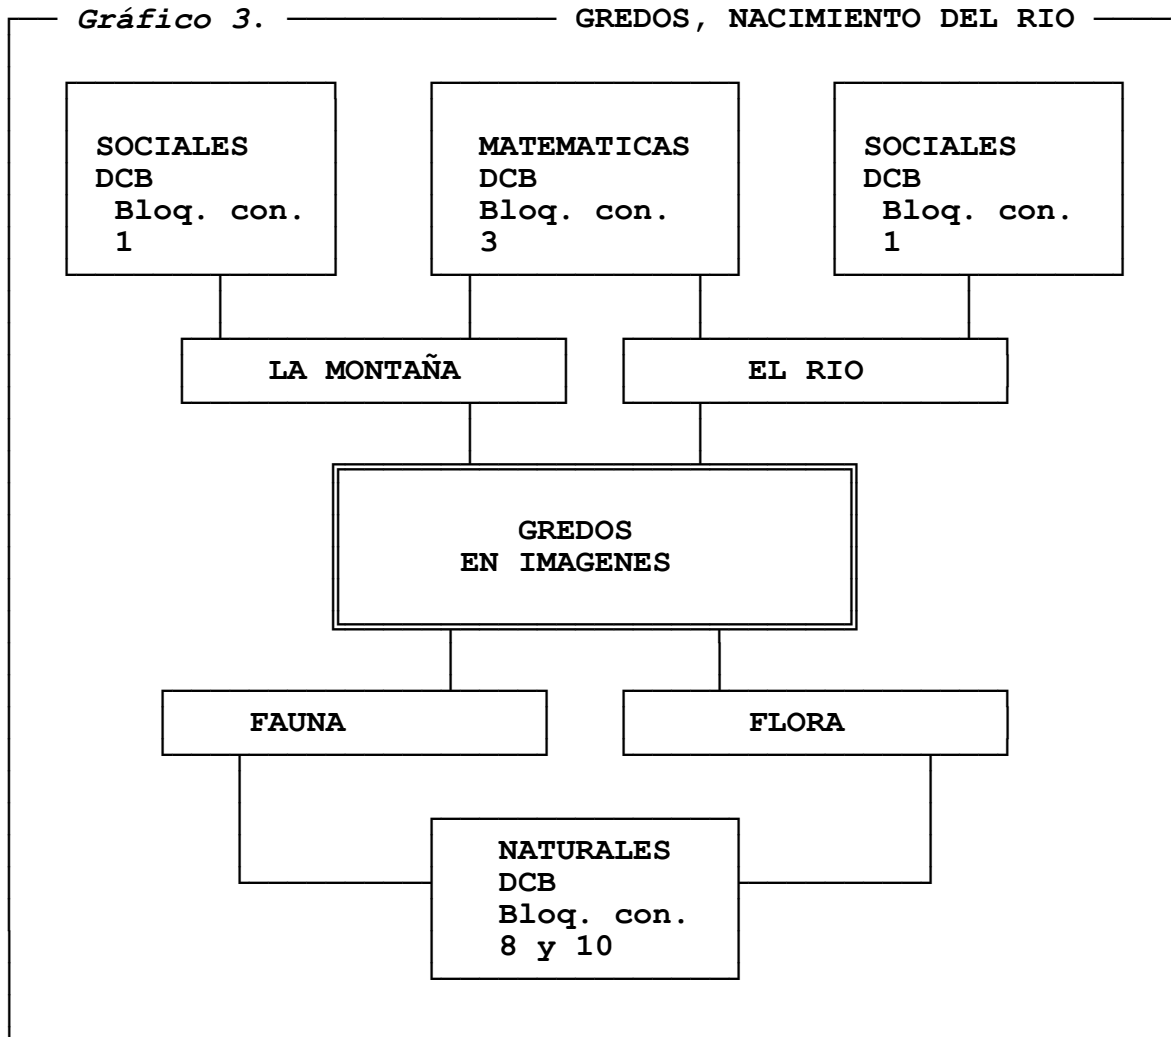 Gráfico 3. GREDOS, NACIMIENTO DEL RIO
SOCIALES
DCB
Bloq. con.
1
MATEMATICAS
DCB
Bloq. con.
3
SOCIALES
DCB
Bloq. con.
1
LA MONTAÑA
EL RIO
GREDOS
EN IMAGENES
FAUNA
FLORA
NATURALES
DCB
Bloq. con.
8 y 10